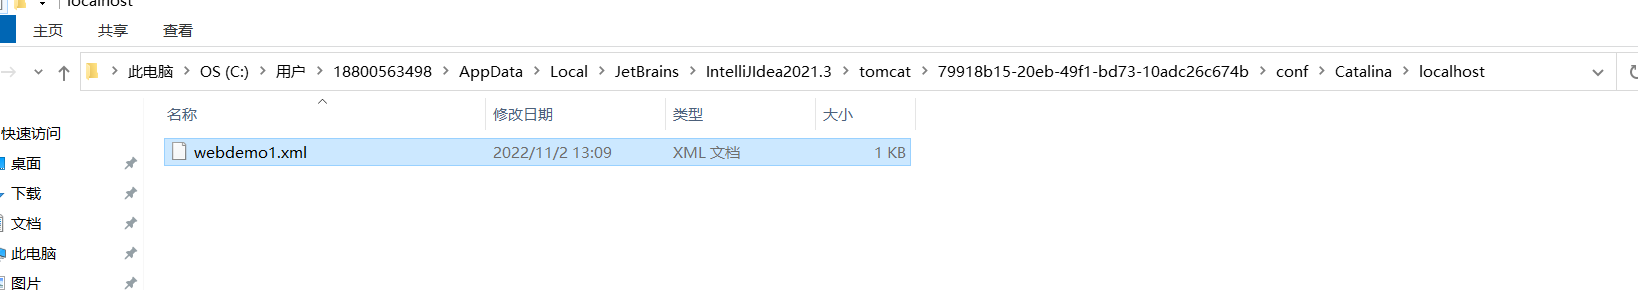 localhost
主页 共享 查看
此电脑 OS (C:) 用户 18800563498 AppData Local JetBrains IntelliJIdea2021.3 tomcat 79918b15-20eb-49f1-bd73-10adc26c674b conf Catalina localhost
名称 修改日期 类型 大小
快速访问
webdemo1.xml 2022/11/2 13:09 XML 文档 1 KB
桌面
下载
文档
此电脑
图片